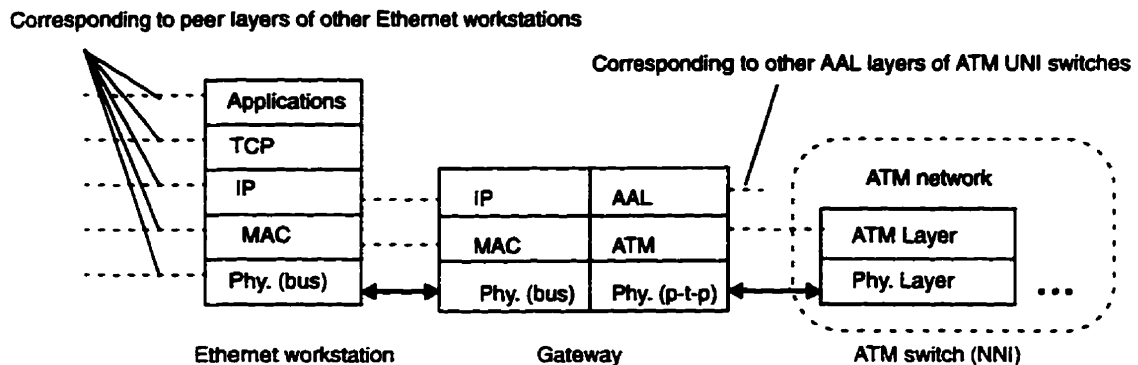 Corresponding to peer layers of other Ethernet workstations
Corresponding to other AAL layers of ATM UNI switches
Applications
TCP
IP
MAC
Phy. (bus)
IP
AAL
MAC
ATM
Phy. (bus)
Phy. (p-t-p)
ATM network
ATM Layer
Phy. Layer
...
Ethernet workstation
Gateway
ATM switch (NNI)